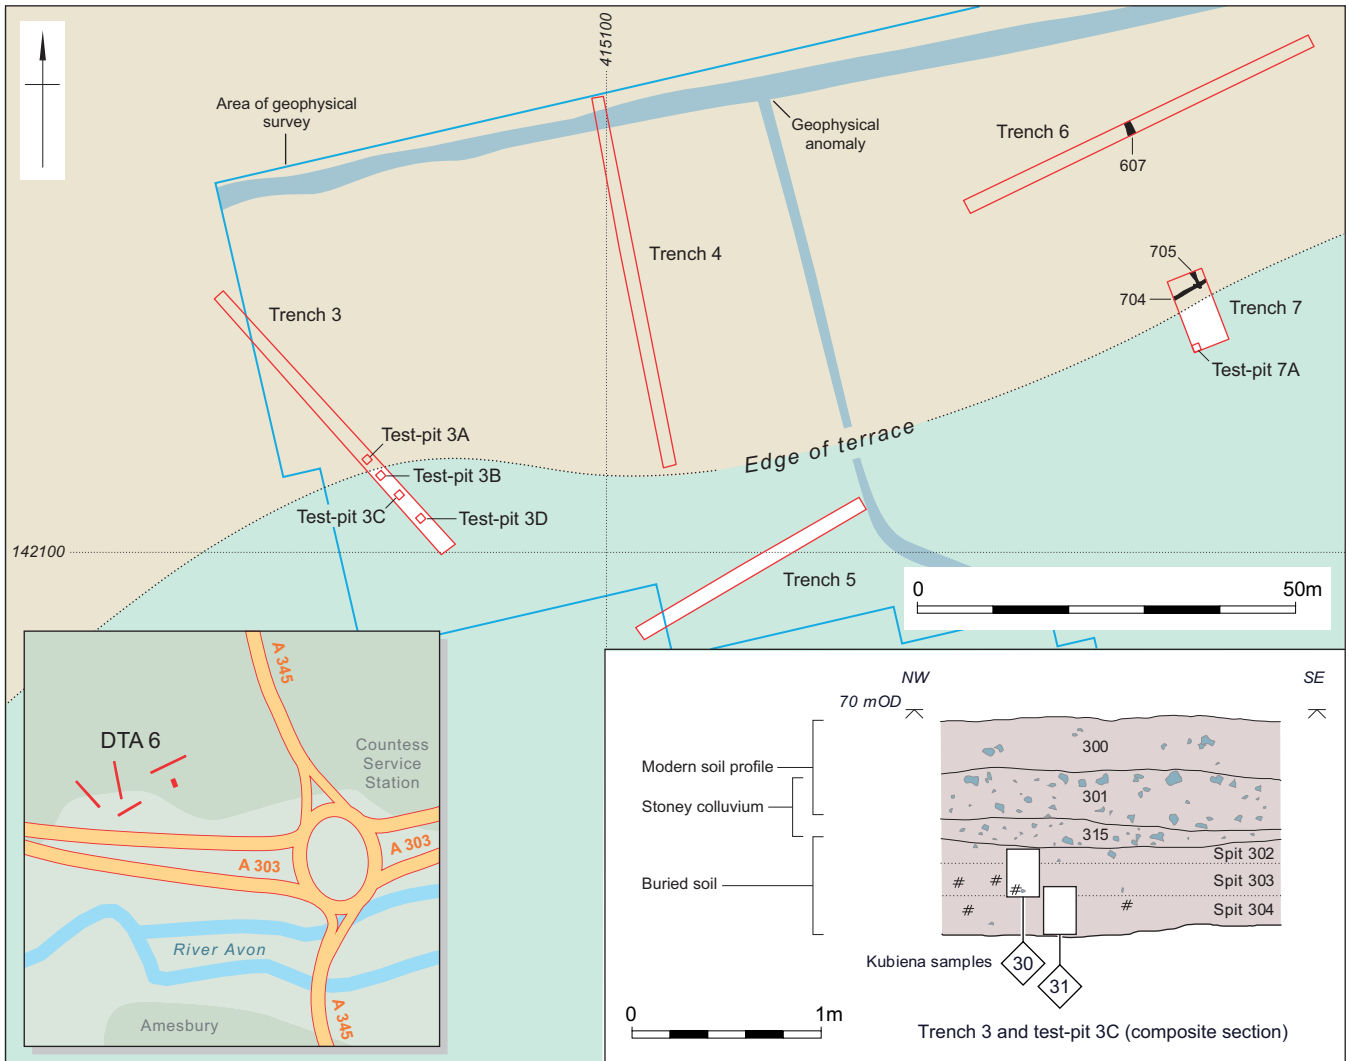 415100
Area of geophysical
survey
Geophysical
anomaly
Trench 6
607
Trench 4
705
704
Trench 7
Test-pit 7A
Trench 3
Test-pit 3A
Test-pit 3B
Test-pit 3C
Test-pit 3D
Edge of terrace
142100
Trench 5
0 50m
A 345
DTA 6
Countess
Service
Station
A 303
A 303
River Avon
Amesbury
A 345
NW SE
70 mOD
Modern soil profile
Stoney colluvium
Buried soil
300
301
315
Spit 302
Spit 303
Spit 304
Kubiena samples
30
31
0 1m
Trench 3 and test-pit 3C (composite section)